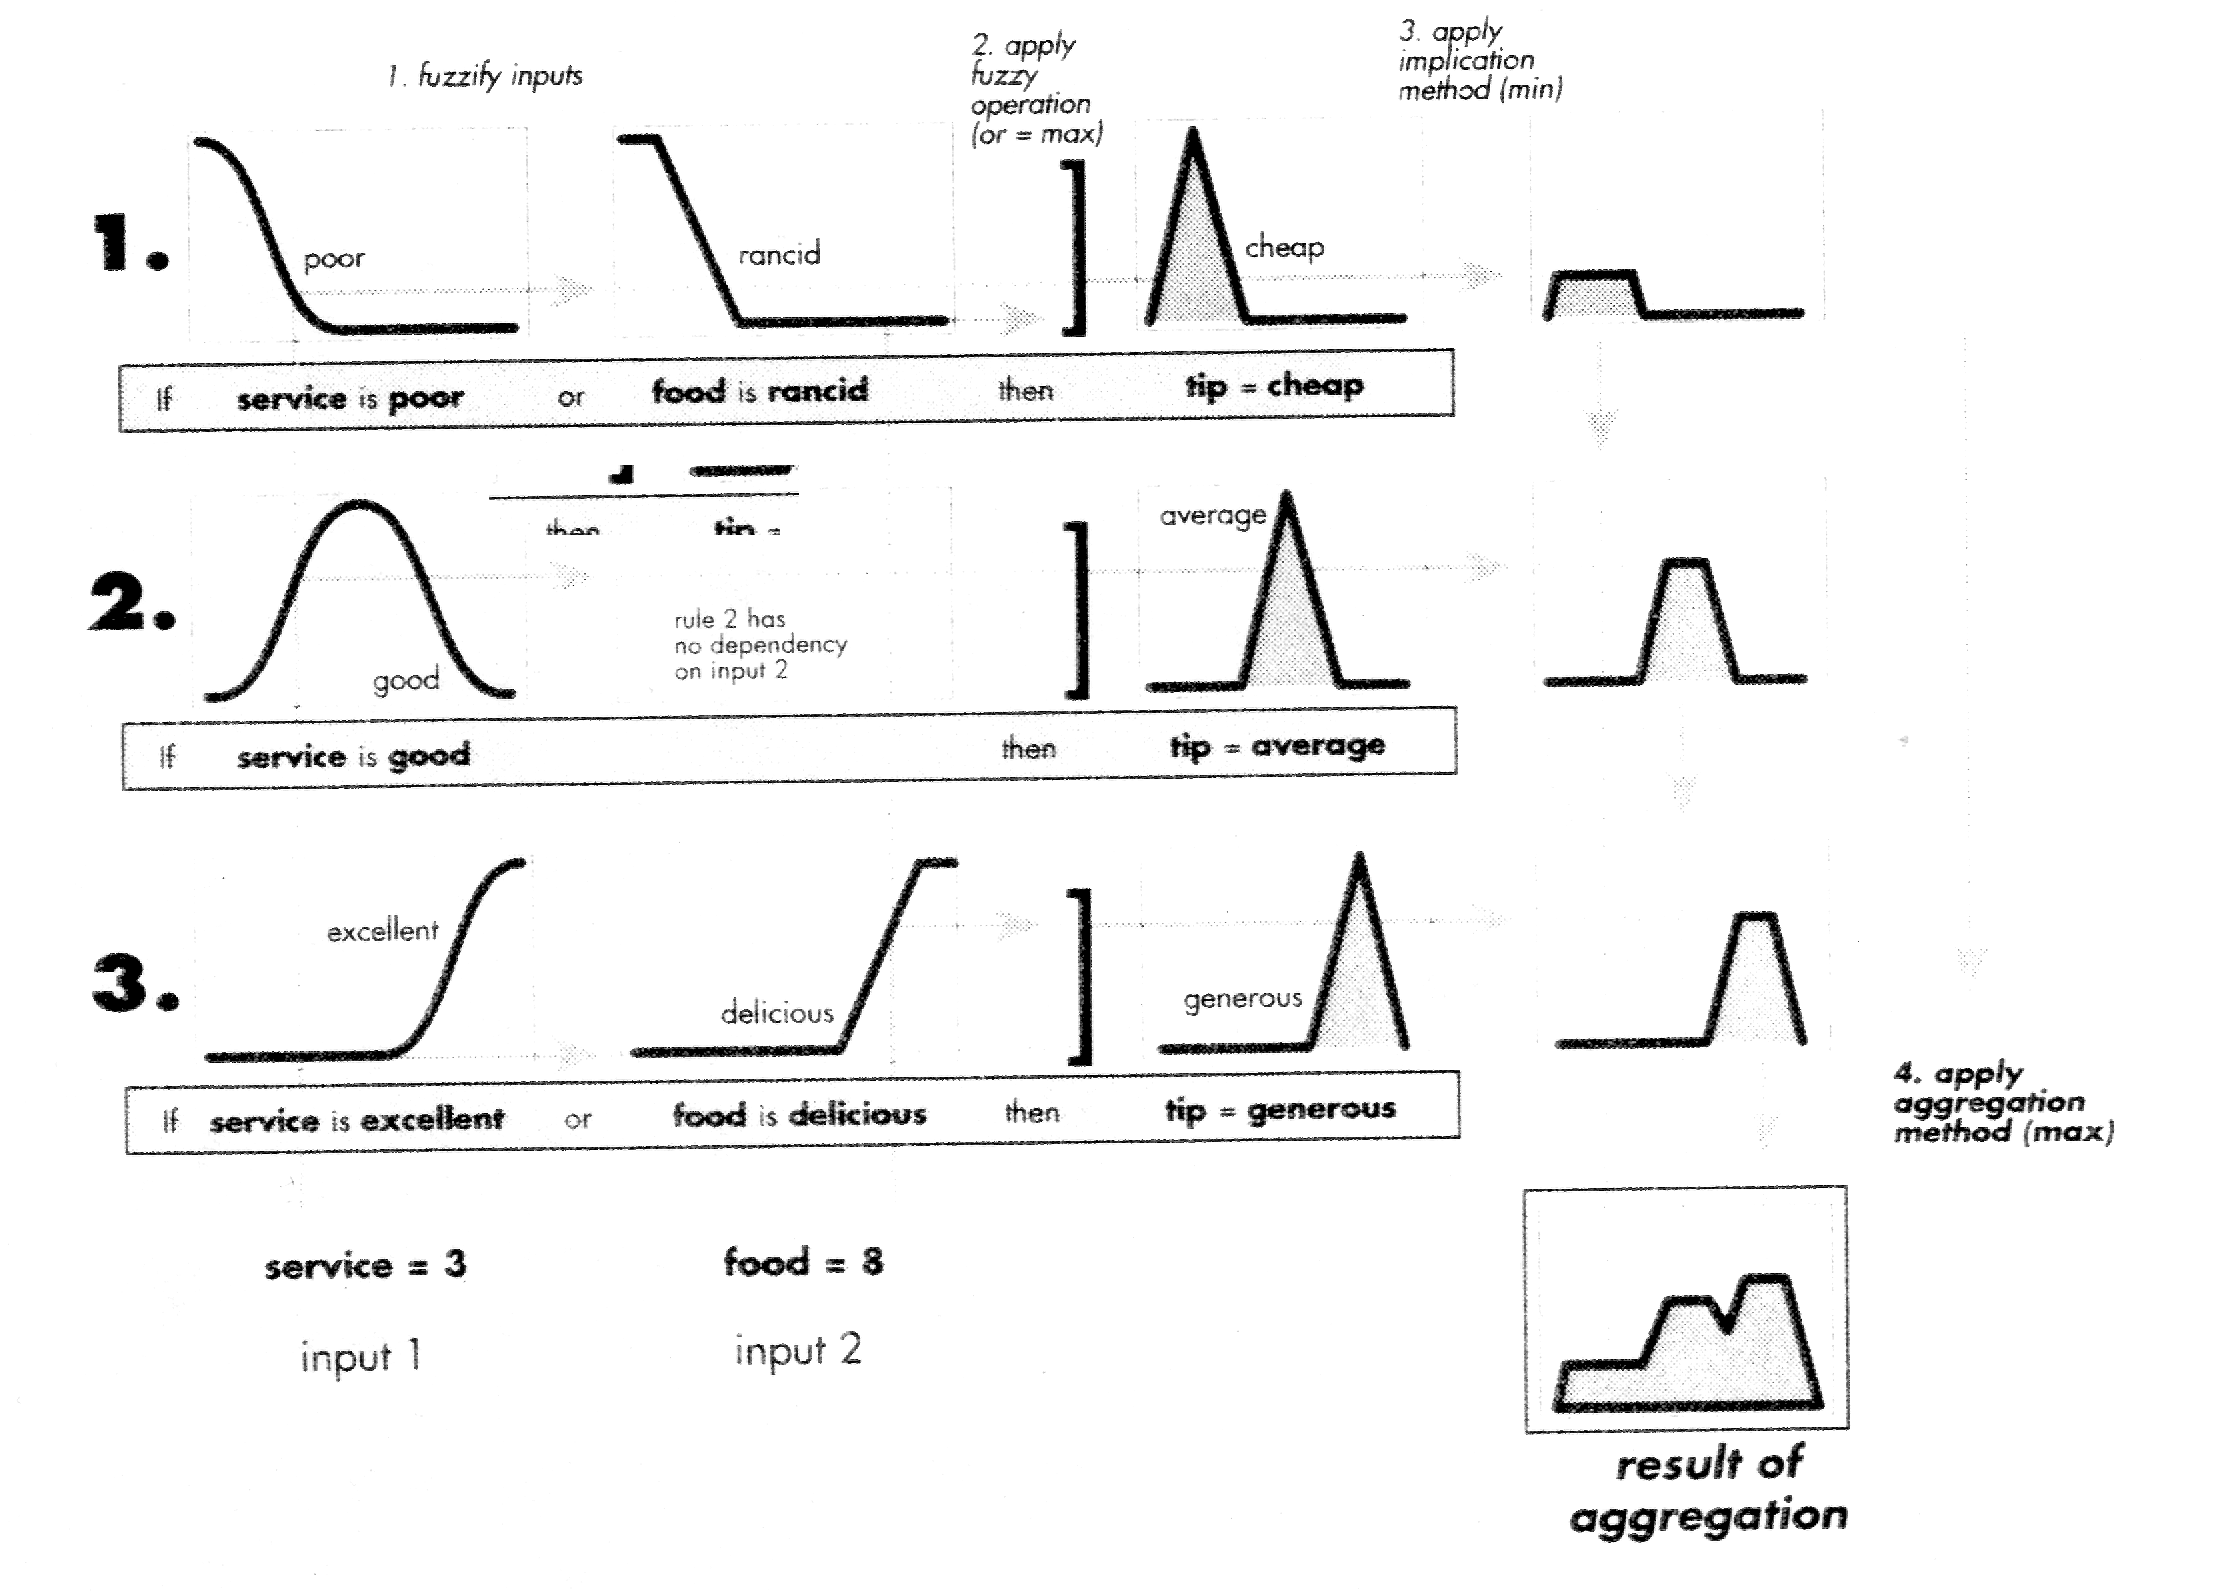 1. fuzzify inputs
2. apply
fuzzy
operation
(or = max)
3. apply
implication
method (min)
1.
poor
rancid
cheap
If service is poor or food is rancid then tip = cheap
then tip =
2.
average
rule 2 has
no dependency
on input 2
good
If service is good then tip = average
3.
excellent
delicious
generous
If service is excellent or food is delicious then tip = generous
4. apply
aggregation
method (max)
service = 3
food = 8
input 1
input 2
result of
aggregation